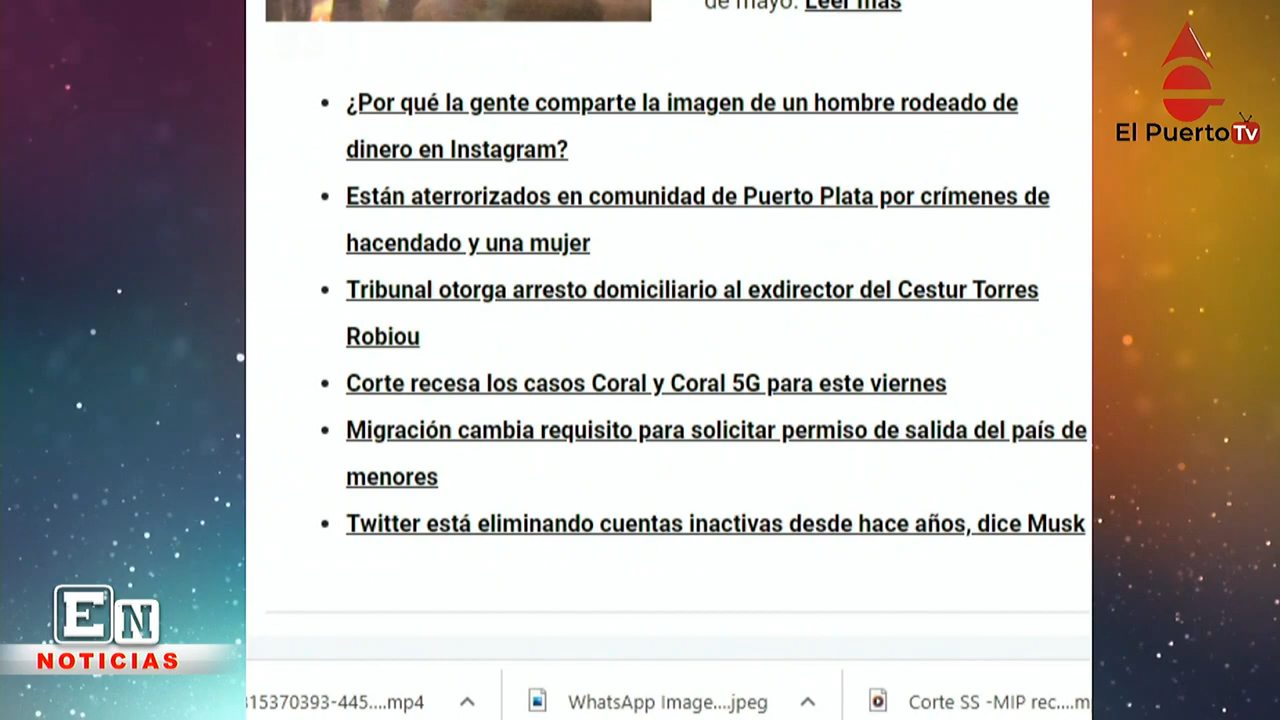 de mayo. Leer más
¿Por qué la gente comparte la imagen de un hombre rodeado de
dinero en Instagram?
Están aterrorizados en comunidad de Puerto Plata por crímenes de
hacendado y una mujer
Tribunal otorga arresto domiciliario al exdirector del Cestur Torres
Robiou
Corte recesa los casos Coral y Coral 5G para este viernes
Migración cambia requisito para solicitar permiso de salida del país de
menores
Twitter está eliminando cuentas inactivas desde hace años, dice Musk
El Puerto Tv
EN
NOTICIAS
315370393-445....mp4
WhatsApp Image....jpeg
Corte SS -MIP rec....m